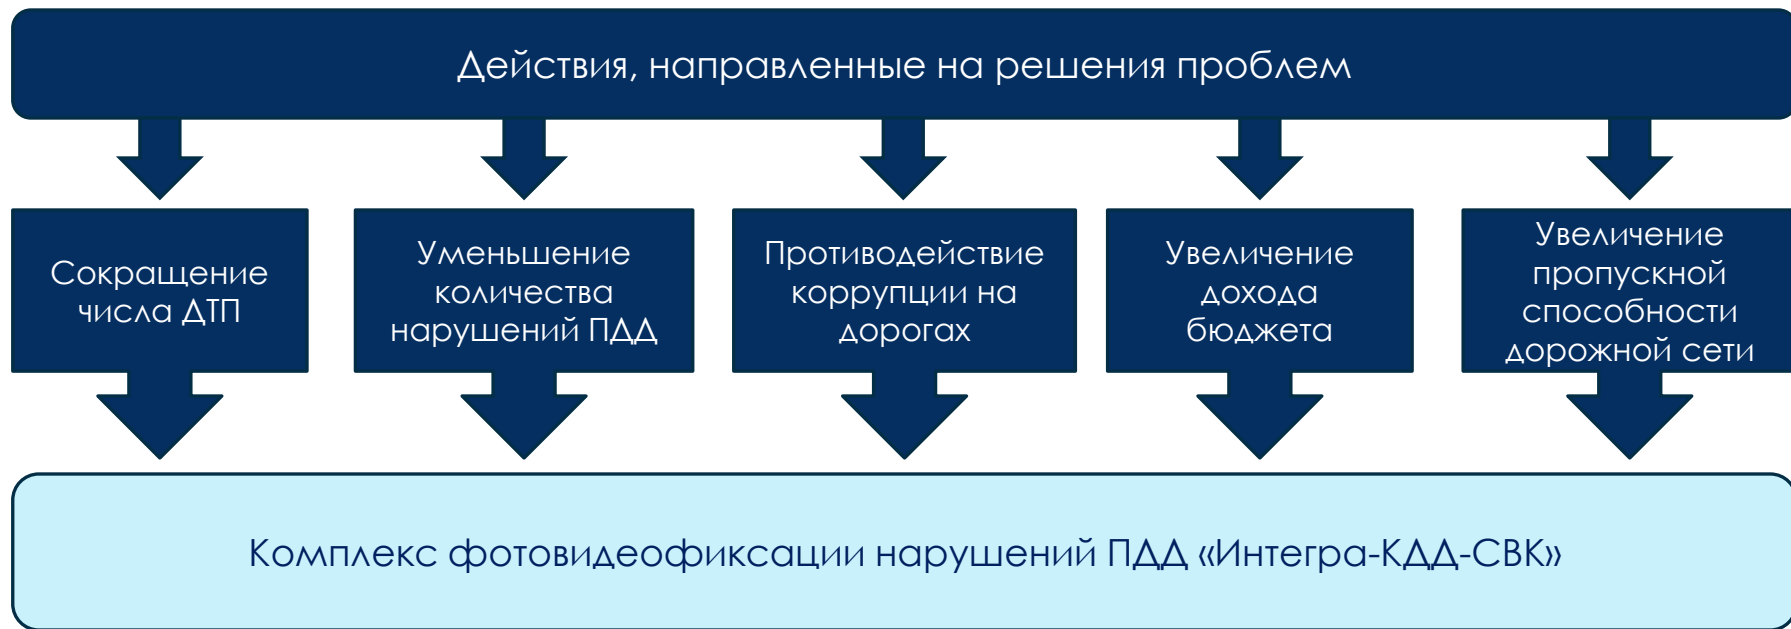 Действия, направленные на решения проблем
Сокращение
числа ДТП
Уменьшение
количества
нарушений ПДД
Противодействие
коррупции на
дорогах
Увеличение
дохода
бюджета
Увеличение
пропускной
способности
дорожной сети
Комплекс фотовидеофиксации нарушений ПДД «Интегра-КДД-СВК»